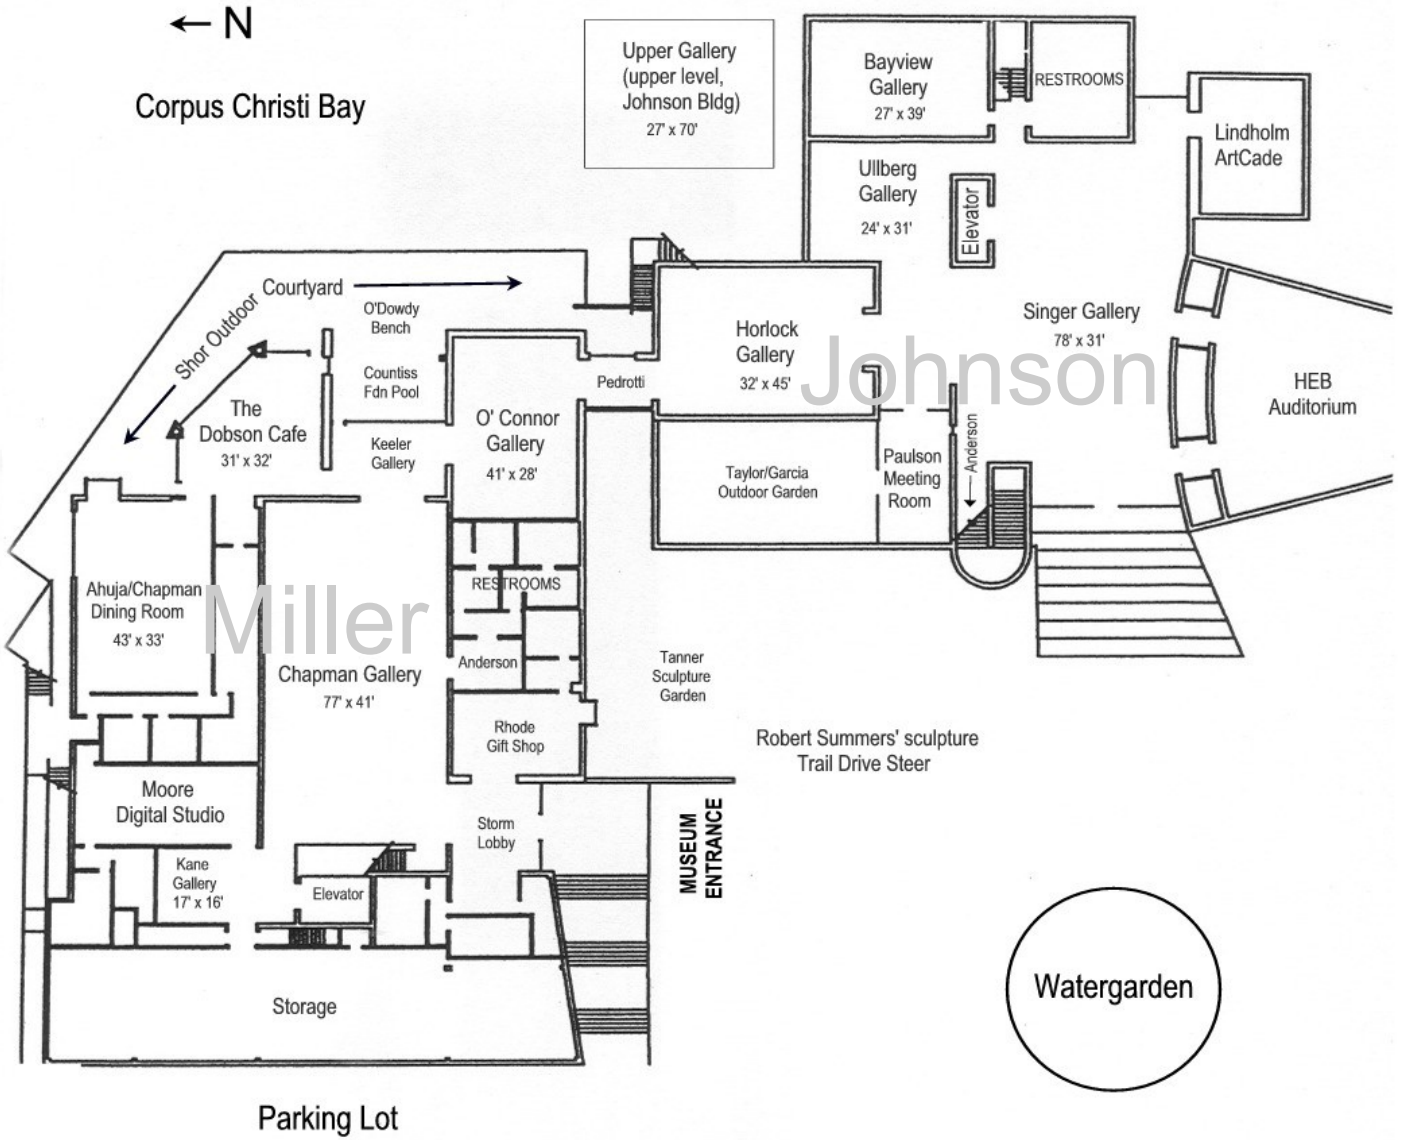 N
Corpus Christi Bay
Upper Gallery
(upper level,
Johnson Bldg)
27' x 70'
Bayview
Gallery
27' x 39'
RESTROOMS
Lindholm
ArtCade
Ullberg
Gallery
24' x 31'
Elevator
Courtyard
Shor Outdoor
O'Dowdy
Bench
Countiss
Fdn Pool
The
Dobson Cafe
31' x 32'
Keeler
Gallery
O' Connor
Gallery
41' x 28'
Pedrotti
Horlock
Gallery
32' x 45'
Johnson
Singer Gallery
78' x 31'
HEB
Auditorium
Taylor/Garcia
Outdoor Garden
Paulson
Meeting
Room
Anderson
Ahuja/Chapman
Dining Room
43' x 33'
Miller
Chapman Gallery
77' x 41'
RESTROOMS
Anderson
Tanner
Sculpture
Garden
Rhode
Gift Shop
Robert Summers' sculpture
Trail Drive Steer
Moore
Digital Studio
Storm
Lobby
MUSEUM
ENTRANCE
Kane
Gallery
17' x 16'
Elevator
Storage
Watergarden
Parking Lot